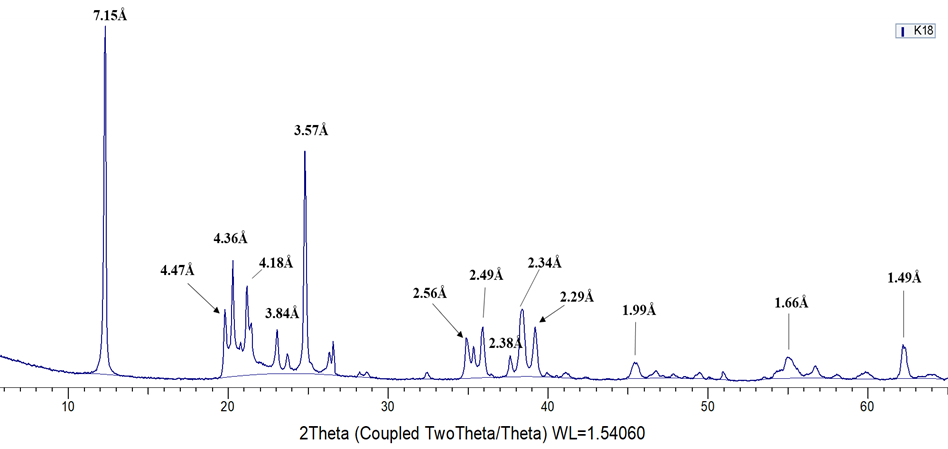 7.15Å
K18
3.57Å
4.36Å
4.47Å
4.18Å
3.84Å
2.56Å
2.49Å
2.34Å
2.38Å
2.29Å
1.99Å
1.66Å
1.49Å
10 20 30 40 50 60
2Theta (Coupled TwoTheta/Theta) WL=1.54060